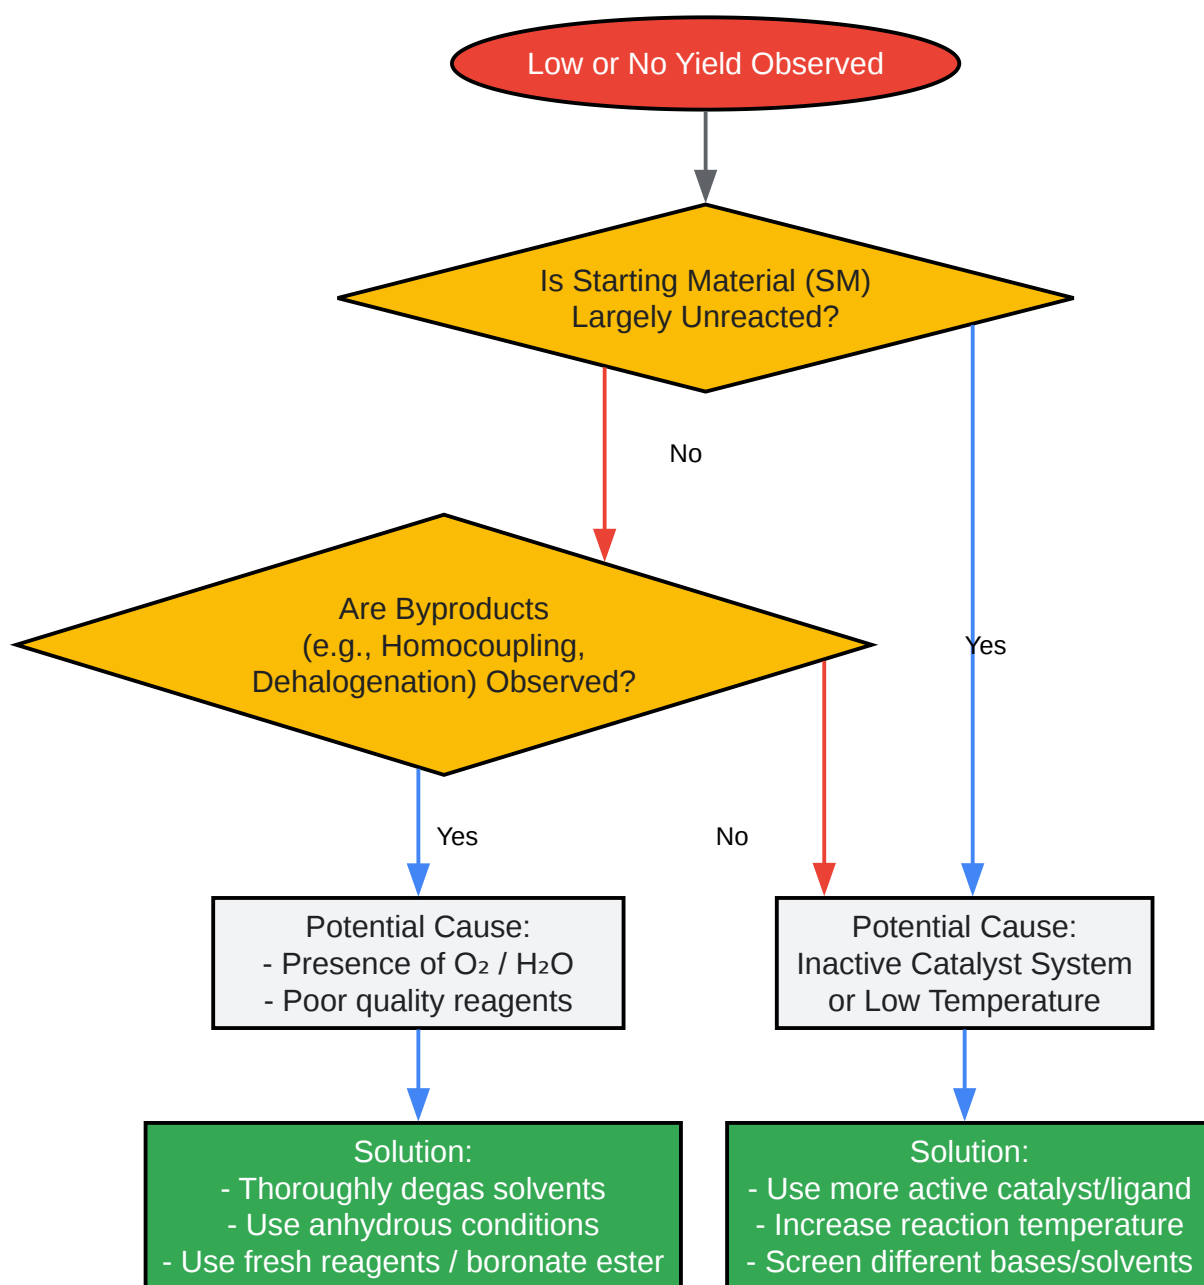 Low or No Yield Observed
Is Starting Material (SM)
Largely Unreacted?
No
Are Byproducts
(e.g., Homocoupling,
Dehalogenation) Observed?
Yes
Yes
No
Potential Cause:
- Presence of O₂ / H₂O
- Poor quality reagents
Potential Cause:
Inactive Catalyst System
or Low Temperature
Solution:
- Thoroughly degas solvents
- Use anhydrous conditions
- Use fresh reagents / boronate ester
Solution:
- Use more active catalyst/ligand
- Increase reaction temperature
- Screen different bases/solvents